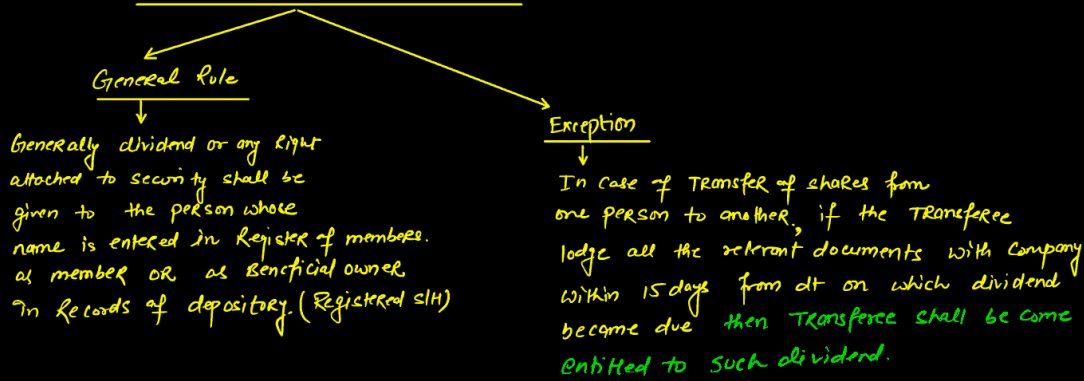 General Rule
Generally dividend or any Right
attached to security shall be
given to the person whose
name is entered in Register of members.
as member OR as Beneficial owner
In Records of depository. (Registered S/H)
Exception
In case of Transfer of shares from
one person to another, if the Transferee
lodge all the relevant documents with Company
within 15 days from dt on which dividend
became due then Transferee shall be come
entitled to such dividend.